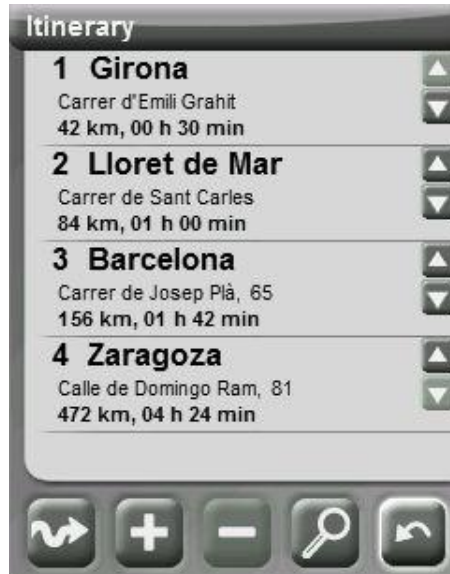 Itinerary
1 Girona
Carrer d'Emili Grahit
42 km, 00 h 30 min
2 Lloret de Mar
Carrer de Sant Carles
84 km, 01 h 00 min
3 Barcelona
Carrer de Josep Plà, 65
156 km, 01 h 42 min
4 Zaragoza
Calle de Domingo Ram, 81
472 km, 04 h 24 min